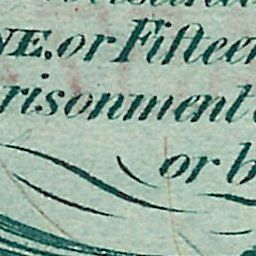 NE, or Fifteen
risonment
or b